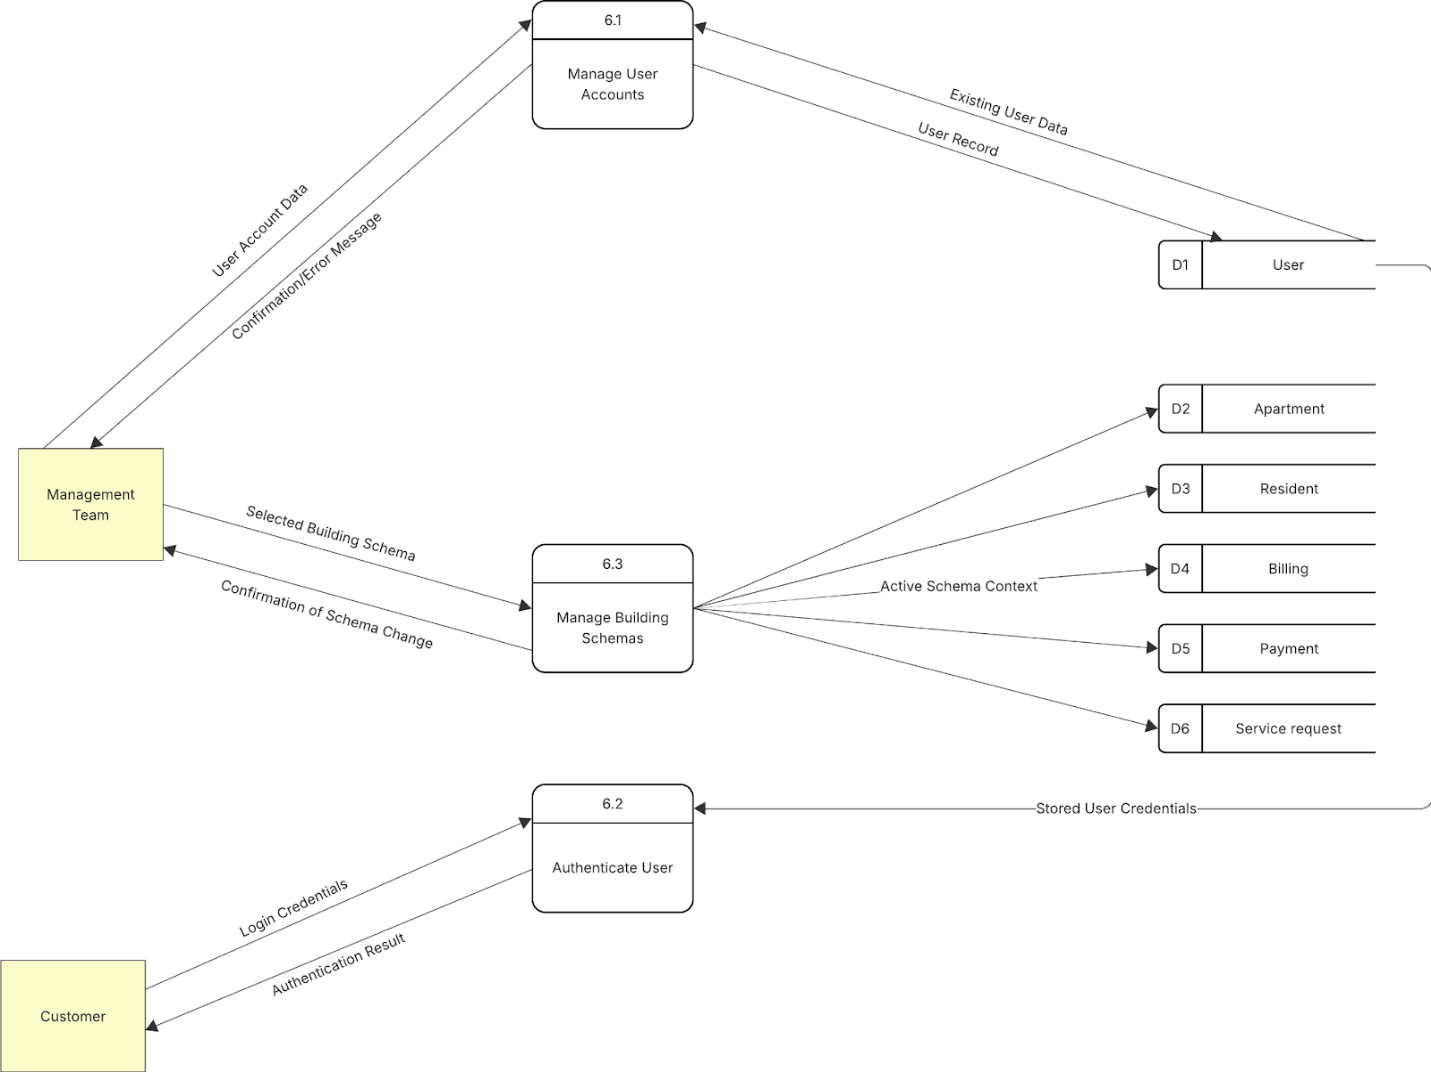 6.1
Manage User
Accounts
Existing User Data
User Record
User Account Data
Confirmation/Error Message
D1
User
D2
Apartment
Management
Team
D3
Resident
Selected Building Schema
6.3
D4
Billing
Active Schema Context
Confirmation of Schema Change
Manage Building
Schemas
D5
Payment
D6
Service request
6.2
Stored User Credentials
Authenticate User
Login Credentials
Authentication Result
Customer